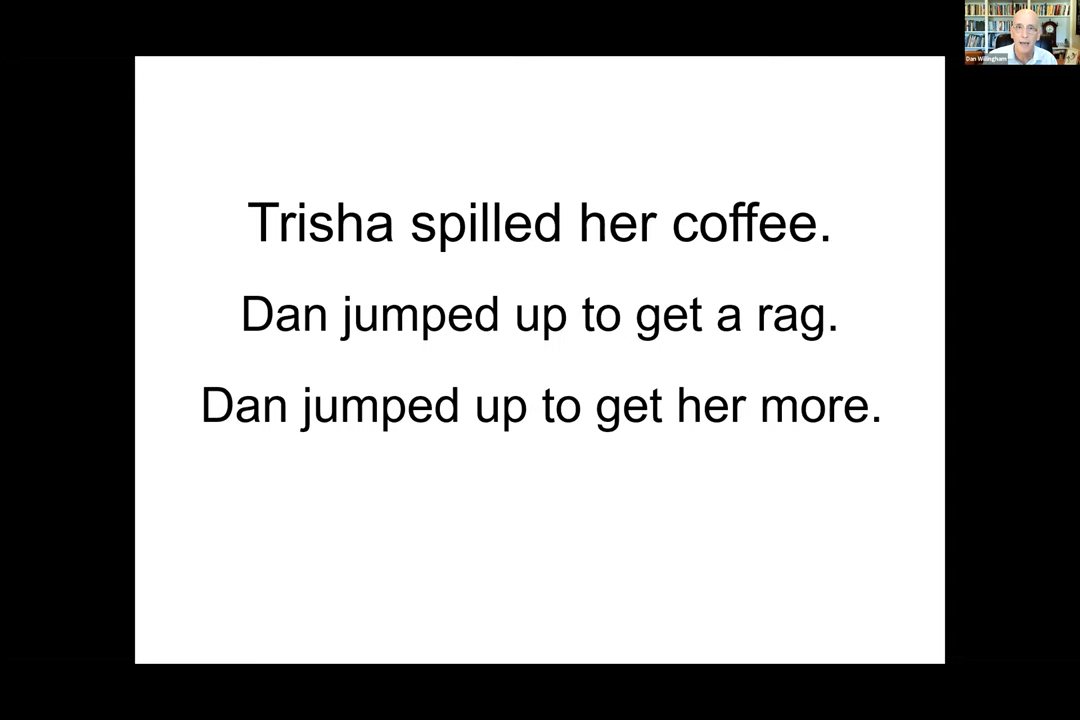 Trisha spilled her coffee.
Dan jumped up to get a rag.
Dan jumped up to get her more.
Dan Willingham